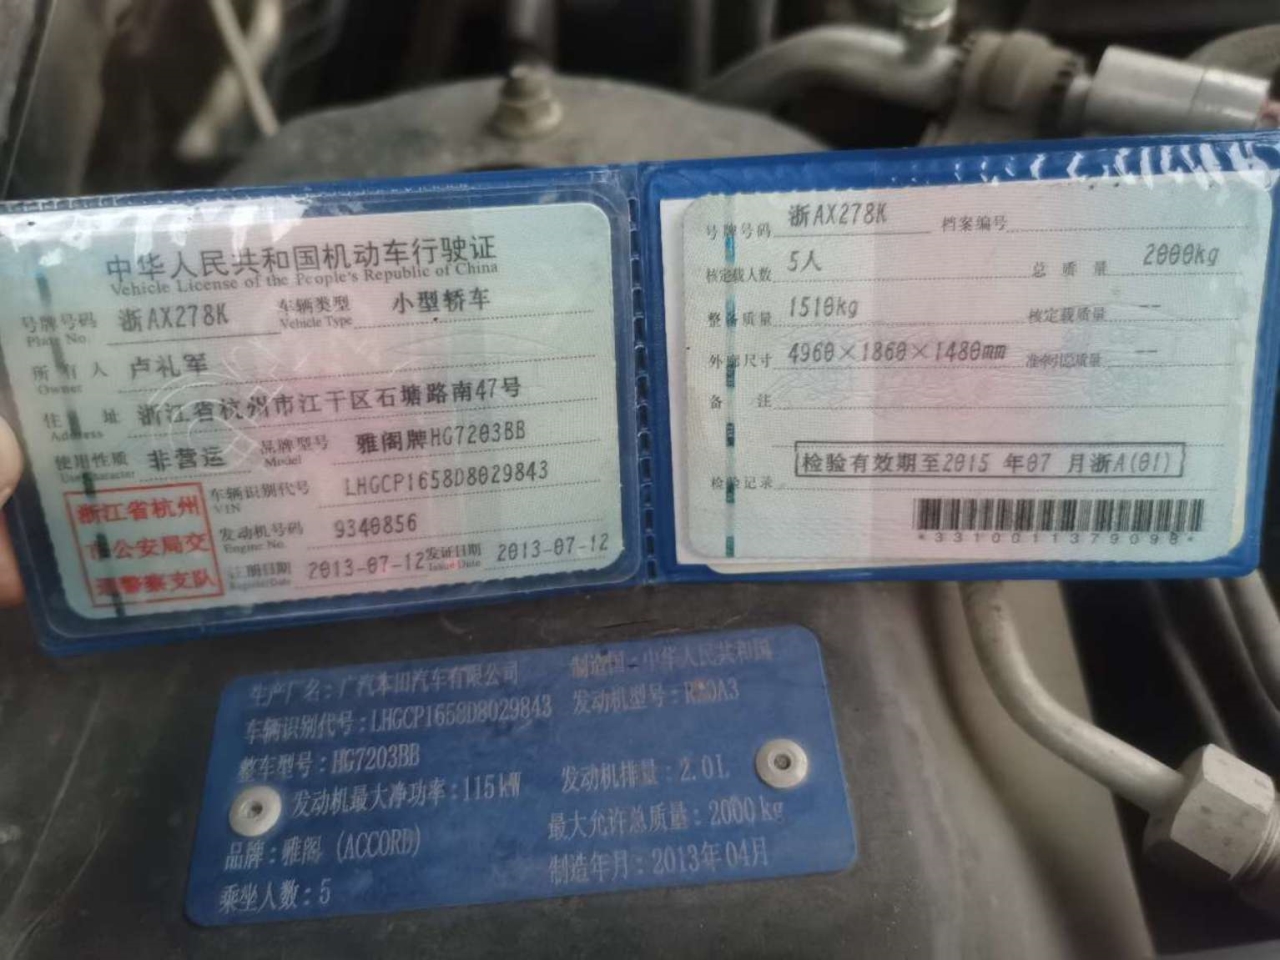 中华人民共和国机动车行驶证
Vehicle License of the People's Republic of China
号牌号码 浙AX278K 车辆类型 小型轿车
Plate No. Vehicle Type
所有人 卢礼军
Owner
住址 浙江省杭州市江干区石塘路南47号
Address
使用性质 非营运 品牌型号 雅阁牌HG7203BB
Use Character Model
车辆识别代号 LHGCP1658D8029843
VIN
发动机号码 9340856
Engine No.
注册日期 2013-07-12 发证日期 2013-07-12
Register Date Issue Date
浙江省杭州
市公安局交
通警察支队
号牌号码 浙AX278K 档案编号
核定载人数 5人 总质量 2000kg
整备质量 1510kg 核定载质量 --
外廓尺寸 4960×1860×1480mm 准牵引总质量 --
备注
检验有效期至2015 年07 月浙A(01)
检验记录
*3310011379098*
生产厂名：广汽本田汽车有限公司 制造国：中华人民共和国
车辆识别代号：LHGCP1658D8029843 发动机型号：
整车型号：HG7203BB
发动机最大净功率：115kW 发动机排量：2.0L
最大允许总质量：2000 kg
品牌：雅阁 (ACCORD)
制造年月：2013年04月
乘坐人数：5